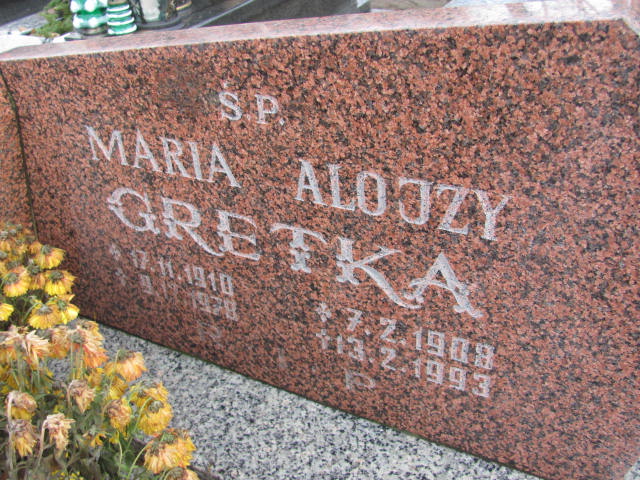 Ś.P.
MARIA ALOJZY
GRETKA
* 17.11.1910 * 7.2.1908
† 13.2.1993
P